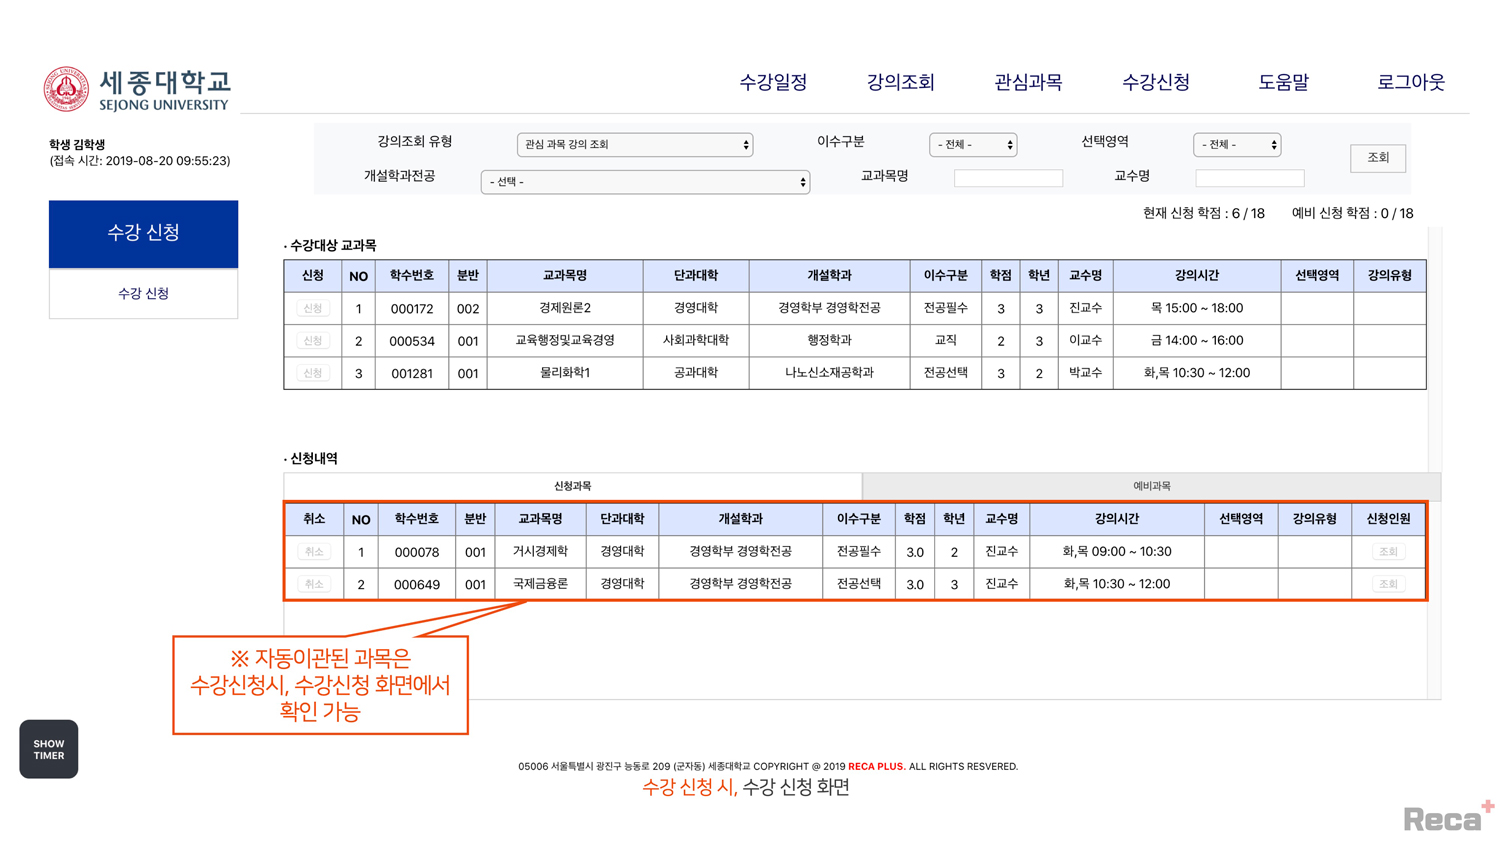 세종대학교
SEJONG UNIVERSITY
수강일정 강의조회 관심과목 수강신청 도움말 로그아웃
학생 김학생
(접속 시간: 2019-08-20 09:55:23)
수강 신청
수강 신청
강의조회 유형 관심 과목 강의 조회 이수구분 - 전체 - 선택영역 - 전체 -
조회
개설학과전공 - 선택 - 교과목명 교수명
현재 신청 학점 : 6 / 18 예비 신청 학점 : 0 / 18
· 수강대상 교과목
신청 NO 학수번호 분반 교과목명 단과대학 개설학과 이수구분 학점 학년 교수명 강의시간 선택영역 강의유형
신청 1 000172 002 경제원론2 경영대학 경영학부 경영학전공 전공필수 3 3 진교수 목 15:00 ~ 18:00
신청 2 000534 001 교육행정및교육경영 사회과학대학 행정학과 교직 2 3 이교수 금 14:00 ~ 16:00
신청 3 001281 001 물리화학1 공과대학 나노신소재공학과 전공선택 3 2 박교수 화,목 10:30 ~ 12:00
· 신청내역
신청과목 예비과목
취소 NO 학수번호 분반 교과목명 단과대학 개설학과 이수구분 학점 학년 교수명 강의시간 선택영역 강의유형 신청인원
취소 1 000078 001 거시경제학 경영대학 경영학부 경영학전공 전공필수 3.0 2 진교수 화,목 09:00 ~ 10:30 조회
취소 2 000649 001 국제금융론 경영대학 경영학부 경영학전공 전공선택 3.0 3 진교수 화,목 10:30 ~ 12:00 조회
※ 자동이관된 과목은
수강신청시, 수강신청 화면에서
확인 가능
SHOW
TIMER
05006 서울특별시 광진구 능동로 209 (군자동) 세종대학교 COPYRIGHT @ 2019 RECA PLUS. ALL RIGHTS RESVERED.
수강 신청 시, 수강 신청 화면
Reca+